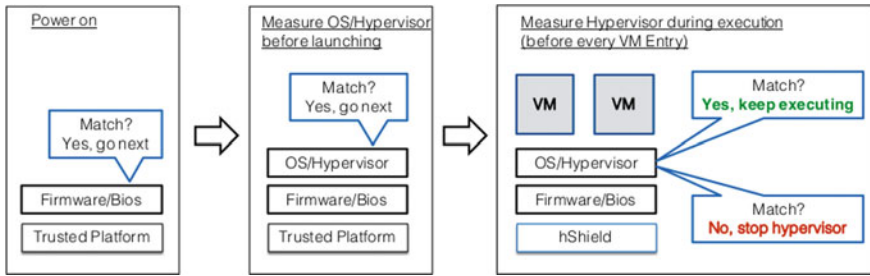 Power on
Match?
Yes, go next
Firmware/Bios
Trusted Platform
Measure OS/Hypervisor
before launching
Match?
Yes, go next
OS/Hypervisor
Firmware/Bios
Trusted Platform
Measure Hypervisor during execution
(before every VM Entry)
VM
VM
Match?
Yes, keep executing
OS/Hypervisor
Firmware/Bios
hShield
Match?
No, stop hypervisor